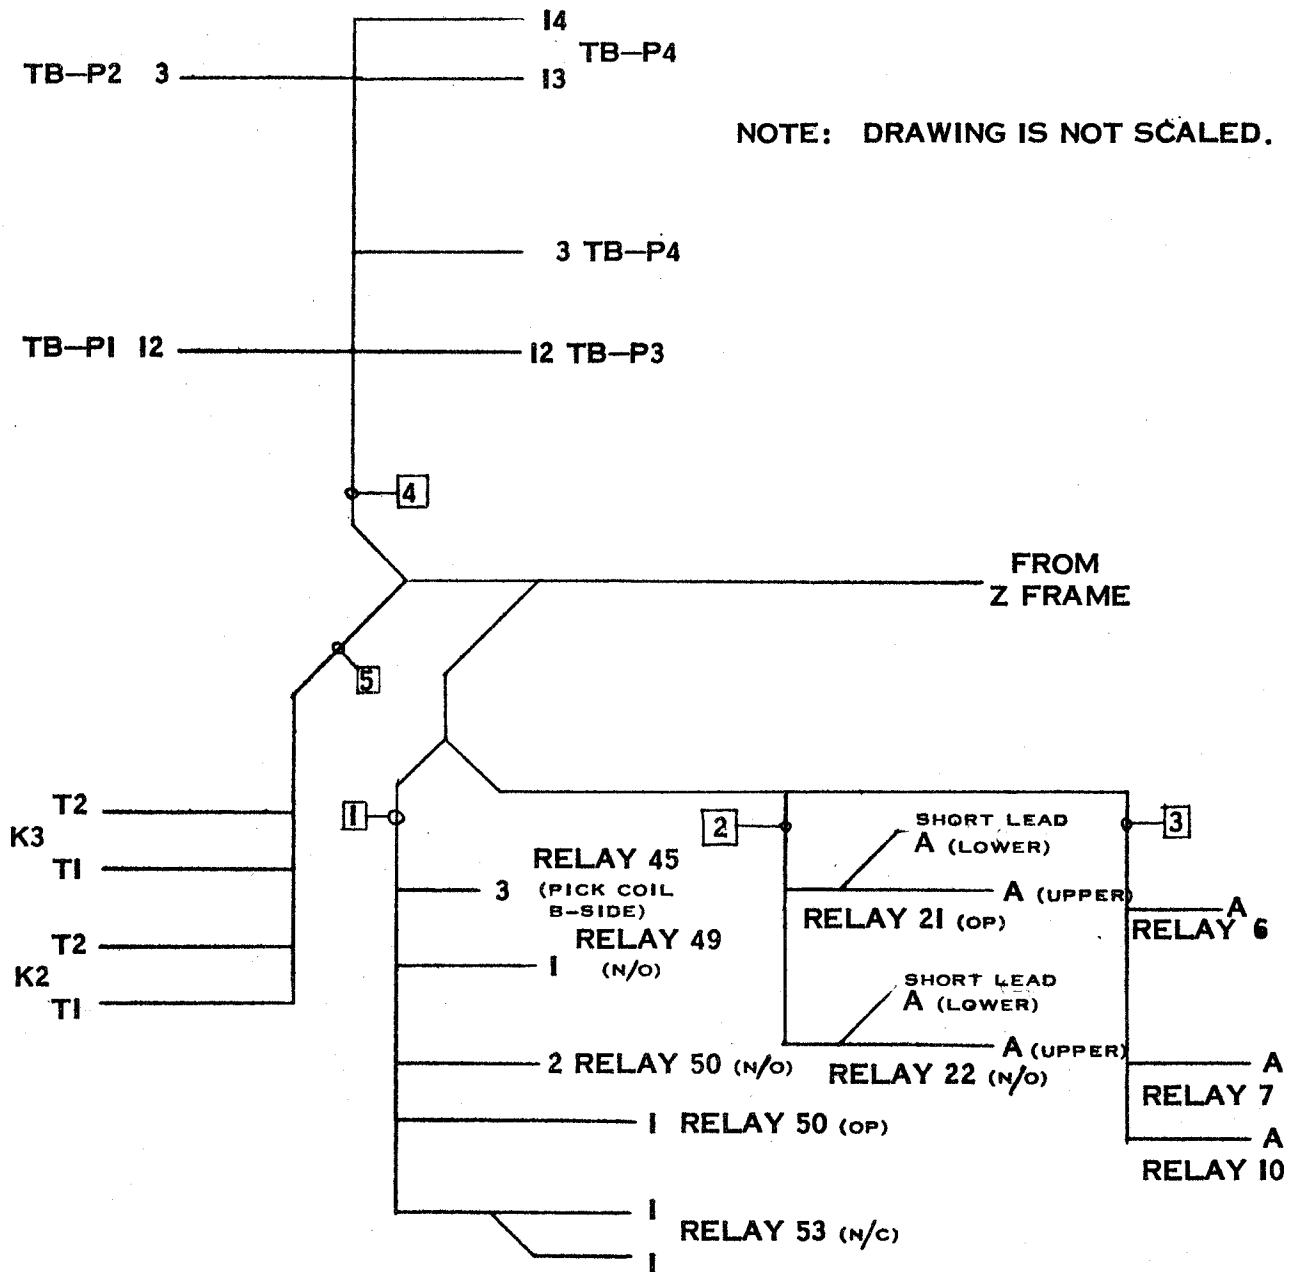 14
TB-P4
TB-P2 3
13
NOTE: DRAWING IS NOT SCALED.
3 TB-P4
TB-P1 12
12 TB-P3
4
FROM
Z FRAME
5
T2
K3
T1
T2
K2
T1
1
2
3
SHORT LEAD
A (LOWER)
RELAY 45
3 (PICK COIL
B-SIDE)
A (UPPER)
RELAY 21 (OP)
A
RELAY 6
RELAY 49
1 (N/O)
SHORT LEAD
A (LOWER)
A (UPPER)
RELAY 22 (N/O)
2 RELAY 50 (N/O)
A
RELAY 7
1 RELAY 50 (OP)
A
RELAY 10
1
RELAY 53 (N/C)
1